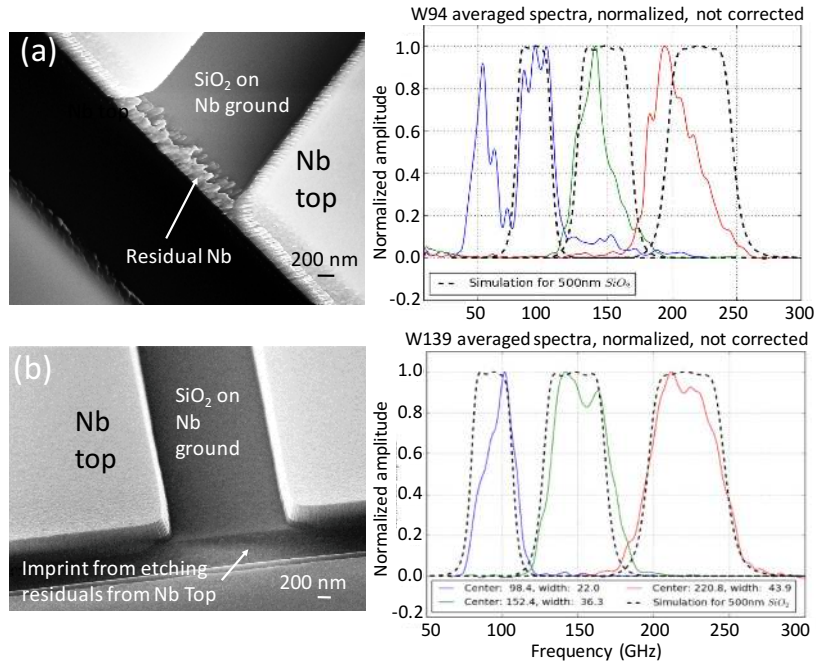 (a)
SiO₂ on
Nb ground
Nb top
Nb
top
Residual Nb
200 nm
W94 averaged spectra, normalized, not corrected
Normalized amplitude
1.0
0.8
0.6
0.4
0.2
0.0
-0.2
Simulation for 500nm SiO₂
50
100
150
200
250
300
(b)
Nb
top
SiO₂ on
Nb
ground
Imprint from etching
residuals from Nb Top
200 nm
W139 averaged spectra, normalized, not corrected
Normalized amplitude
1.0
0.8
0.6
0.4
0.2
0.0
-0.2
Center: 98.4, width: 22.0
Center: 152.4, width: 36.3
Center: 220.8, width: 43.9
Simulation for 500nm SiO₂
50
100
150
200
250
300
Frequency (GHz)